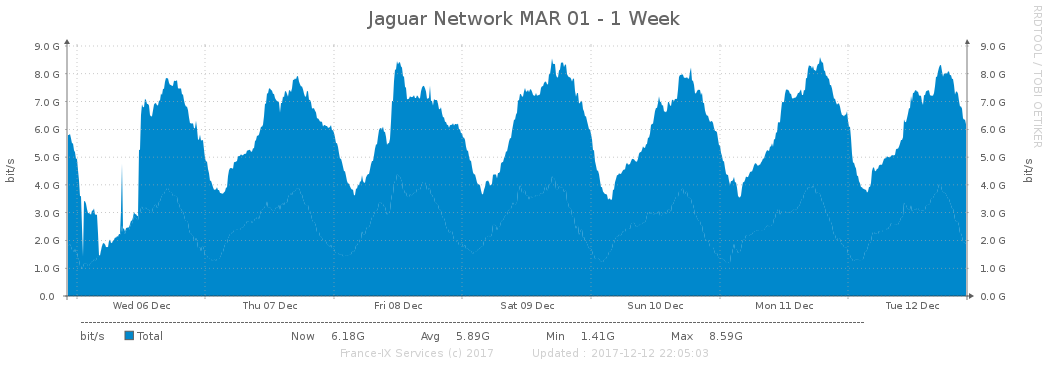 Jaguar Network MAR 01 - 1 Week
RRDTOOL / TOBI OETIKER
bit/s
9.0 G
8.0 G
7.0 G
6.0 G
5.0 G
4.0 G
3.0 G
2.0 G
1.0 G
0.0
9.0 G
8.0 G
7.0 G
6.0 G
5.0 G
4.0 G
3.0 G
2.0 G
1.0 G
0.0 G
bit/s
Wed 06 Dec Thu 07 Dec Fri 08 Dec Sat 09 Dec Sun 10 Dec Mon 11 Dec Tue 12 Dec
bit/s Total Now 6.18G Avg 5.89G Min 1.41G Max 8.59G
France-IX Services (c) 2017 Updated : 2017-12-12 22:05:03